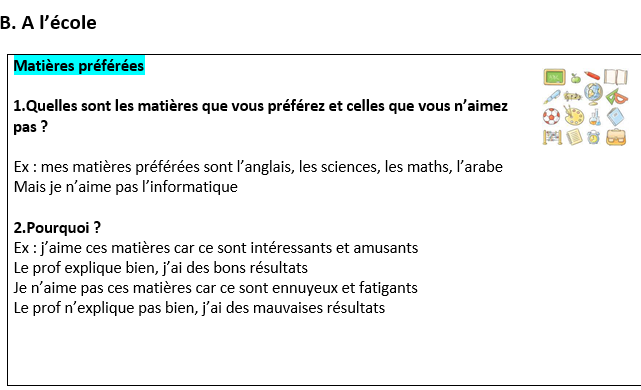 B. A l’école
Matières préférées
1.Quelles sont les matières que vous préférez et celles que vous n’aimez
pas ?
Ex : mes matières préférées sont l’anglais, les sciences, les maths, l’arabe
Mais je n’aime pas l’informatique
2.Pourquoi ?
Ex : j’aime ces matières car ce sont intéressants et amusants
Le prof explique bien, j’ai des bons résultats
Je n’aime pas ces matières car ce sont ennuyeux et fatigants
Le prof n’explique pas bien, j’ai des mauvaises résultats